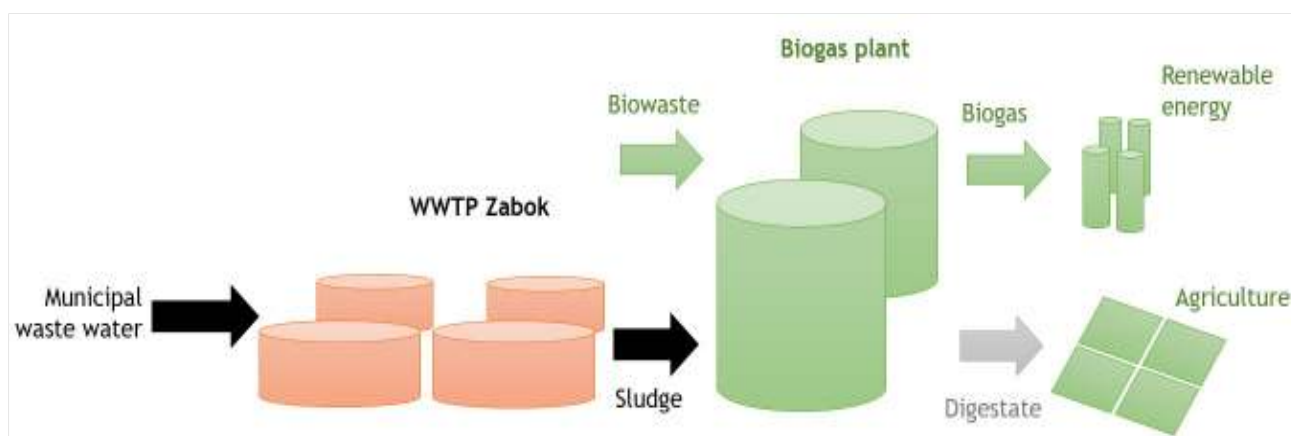 Biogas plant
Renewable
energy
Biowaste
Biogas
WWTP Zabok
Municipal
waste water
Agriculture
Sludge
Digestate